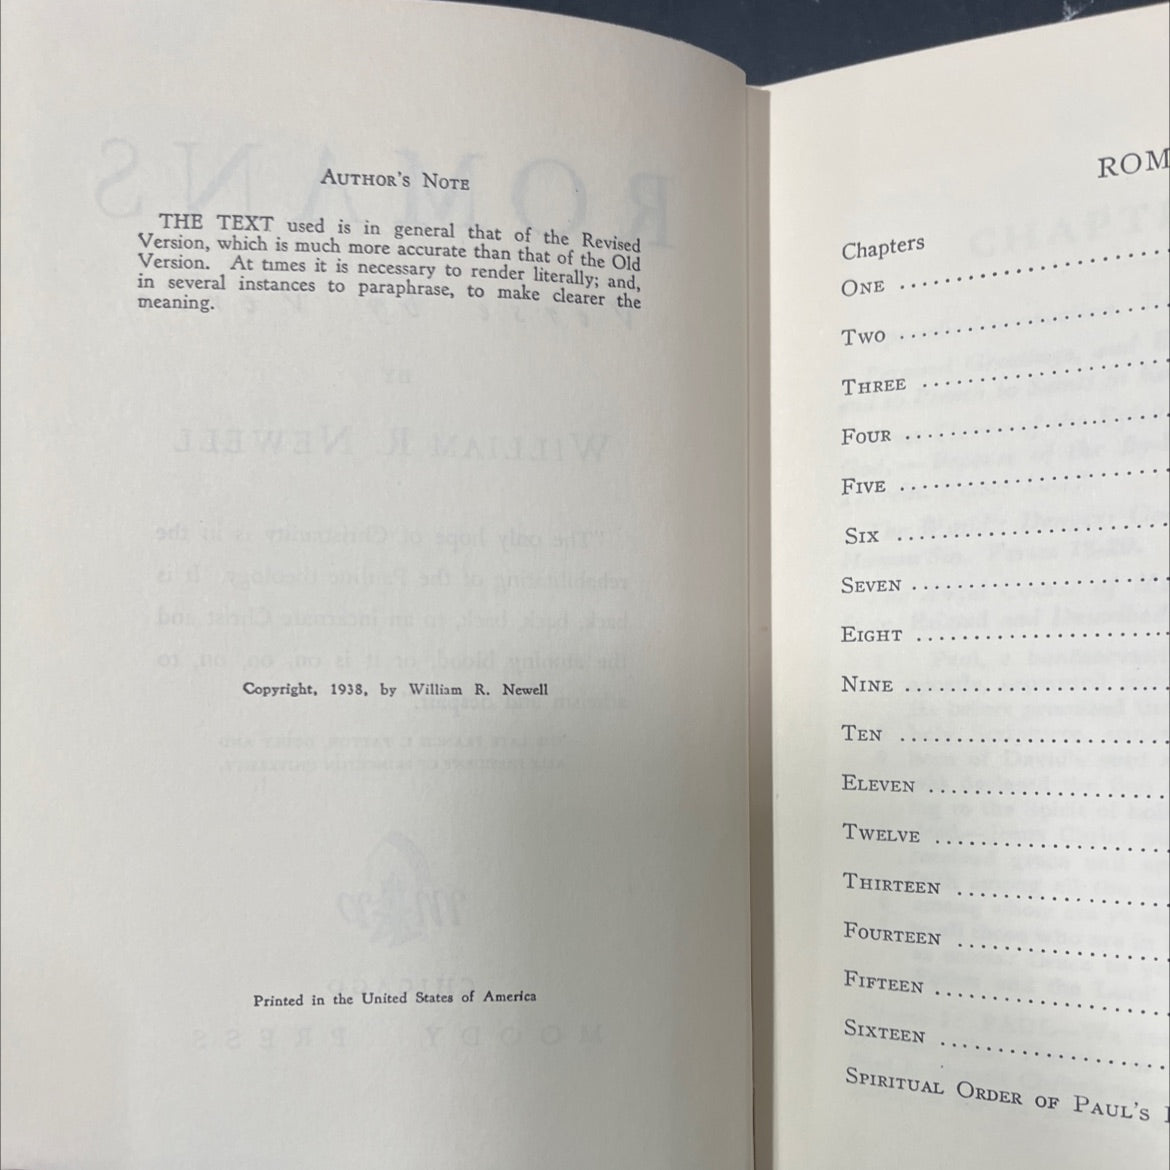 AUTHOR'S NOTE
THE TEXT used is in general that of the Revised
Version, which is much more accurate than that of the Old
Version. At times it is necessary to render literally; and,
in several instances to paraphrase, to make clearer the
meaning.
Copyright, 1938, by William R. Newell
Printed in the United States of America
ROM
Chapters
ONE
TWO
THREE
FOUR
FIVE
SIX
SEVEN
EIGHT
NINE
TEN
ELEVEN
TWELVE
THIRTEEN
FOURTEEN
FIFTEEN
SIXTEEN
SPIRITUAL ORDER OF PAUL'S